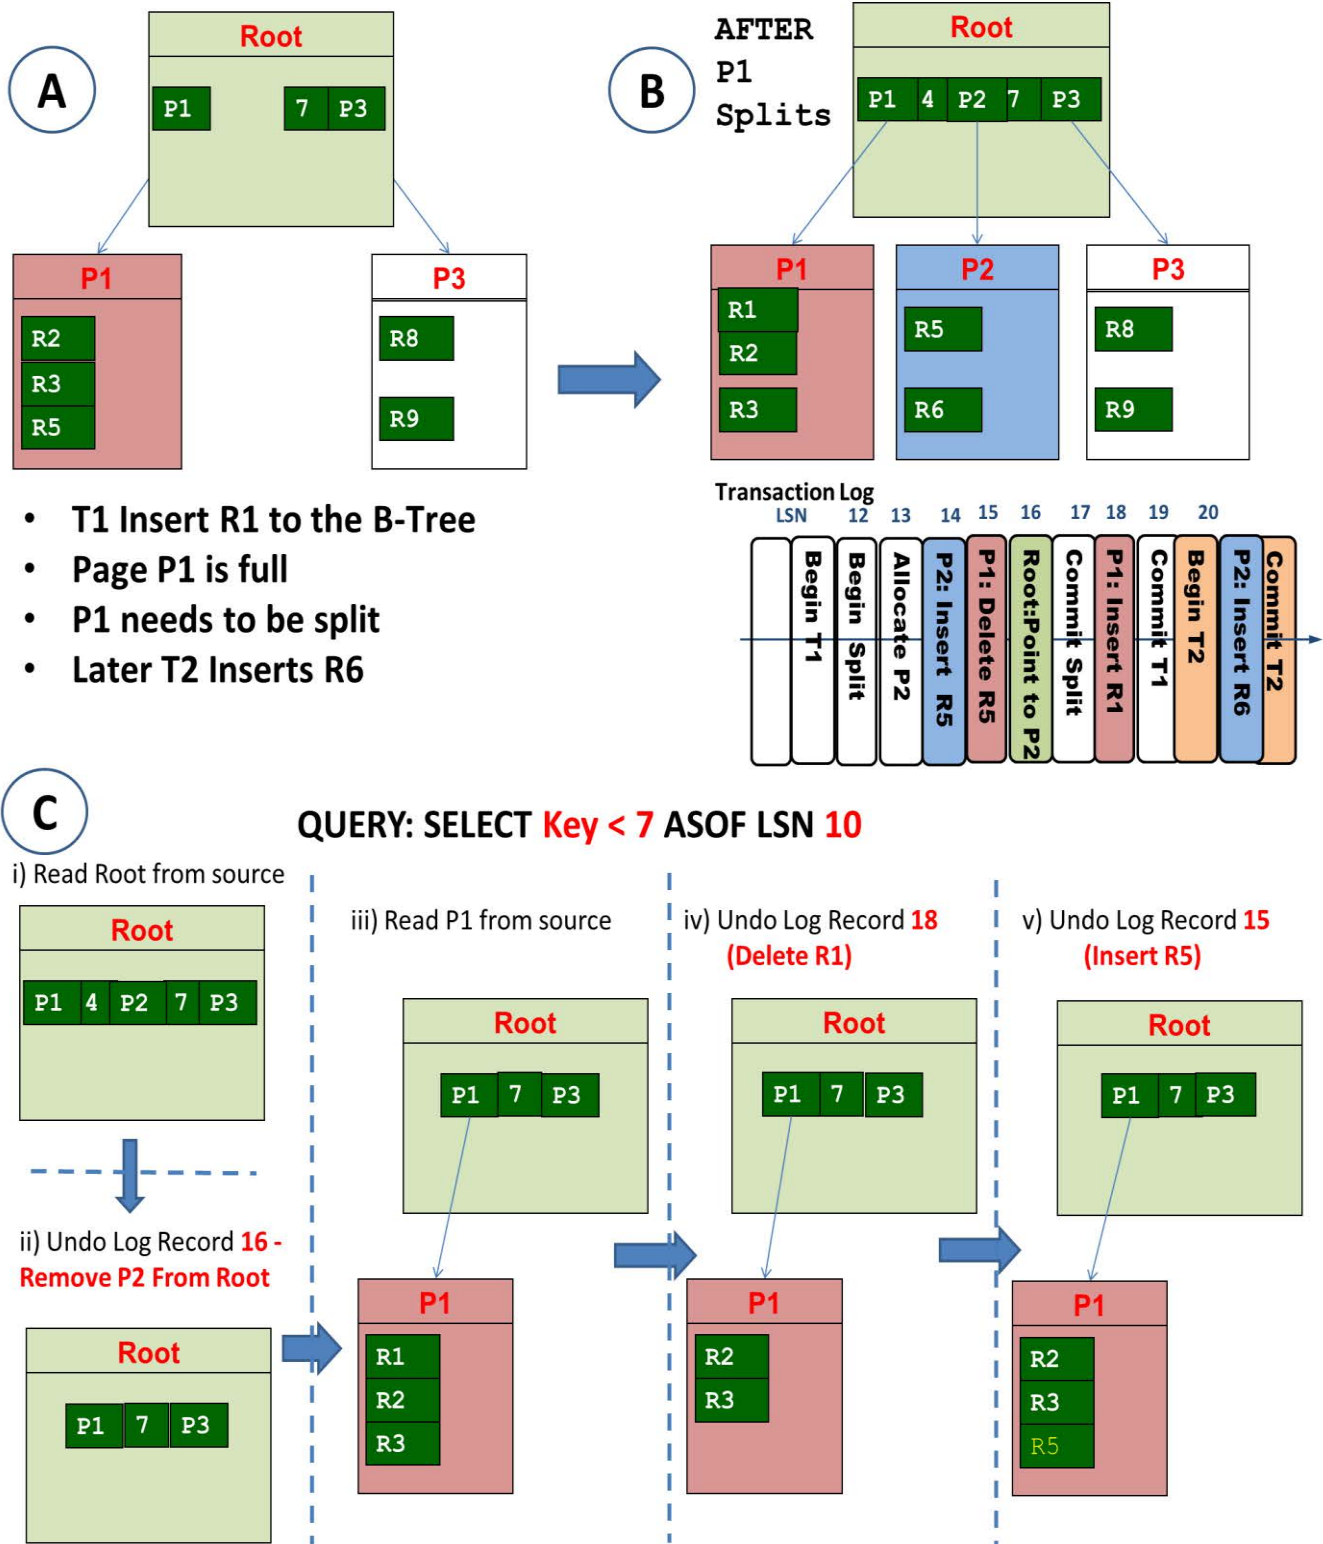 A
Root
P1
7 P3
P1
R2
R3
R5
P3
R8
R9
• T1 Insert R1 to the B-Tree
• Page P1 is full
• P1 needs to be split
• Later T2 Inserts R6
B
AFTER
P1
Splits
Root
P1 4 P2 7 P3
P1
R1
R2
R3
P2
R5
R6
P3
R8
R9
Transaction Log
LSN 12 13 14 15 16 17 18 19 20
Begin T1
Begin Split
Allocate P2
P2: Insert R5
P1: Delete R5
Root:Point to P2
Commit Split
P1: Insert R1
Commit T1
Begin T2
P2: Insert R6
Commit T2
C
QUERY: SELECT Key < 7 ASOF LSN 10
i) Read Root from source
Root
P1 4 P2 7 P3
ii) Undo Log Record 16 -
Remove P2 From Root
Root
P1 7 P3
iii) Read P1 from source
Root
P1 7 P3
P1
R1
R2
R3
iv) Undo Log Record 18
(Delete R1)
Root
P1 7 P3
P1
R2
R3
v) Undo Log Record 15
(Insert R5)
Root
P1 7 P3
P1
R2
R3
R5